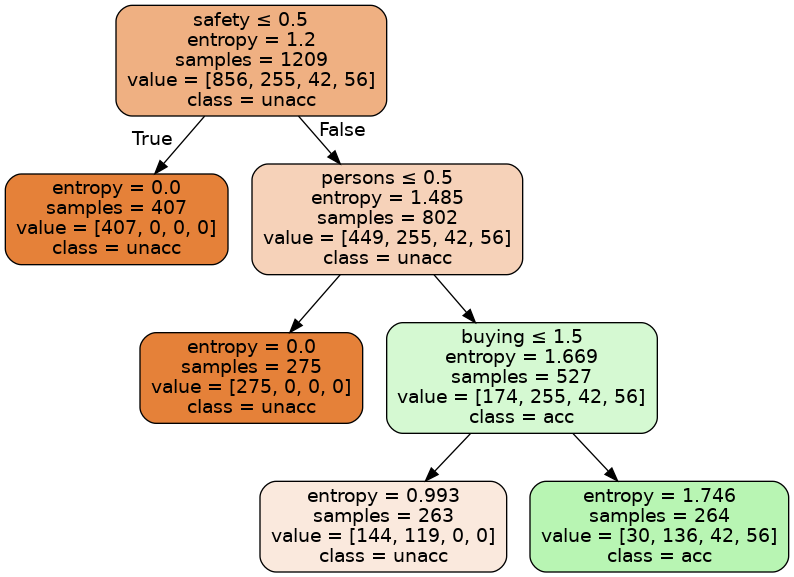 safety ≤ 0.5
entropy = 1.2
samples = 1209
value = [856, 255, 42, 56]
class = unacc
True
False
entropy = 0.0
samples = 407
value = [407, 0, 0, 0]
class = unacc
persons ≤ 0.5
entropy = 1.485
samples = 802
value = [449, 255, 42, 56]
class = unacc
entropy = 0.0
samples = 275
value = [275, 0, 0, 0]
class = unacc
buying ≤ 1.5
entropy = 1.669
samples = 527
value = [174, 255, 42, 56]
class = acc
entropy = 0.993
samples = 263
value = [144, 119, 0, 0]
class = unacc
entropy = 1.746
samples = 264
value = [30, 136, 42, 56]
class = acc